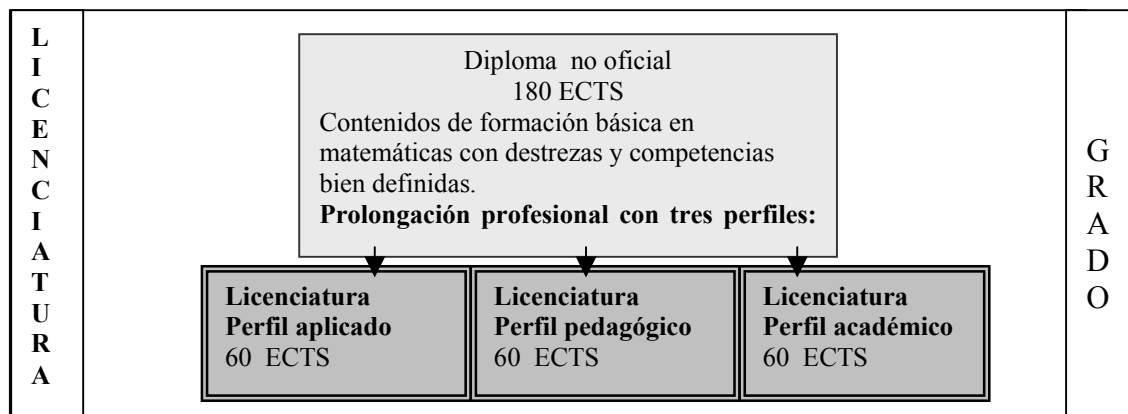 LICENCIATURA
Diploma no oficial
180 ECTS
Contenidos de formación básica en
matemáticas con destrezas y competencias
bien definidas.
Prolongación profesional con tres perfiles:
Licenciatura
Perfil aplicado
60 ECTS
Licenciatura
Perfil pedagógico
60 ECTS
Licenciatura
Perfil académico
60 ECTS
GRADO